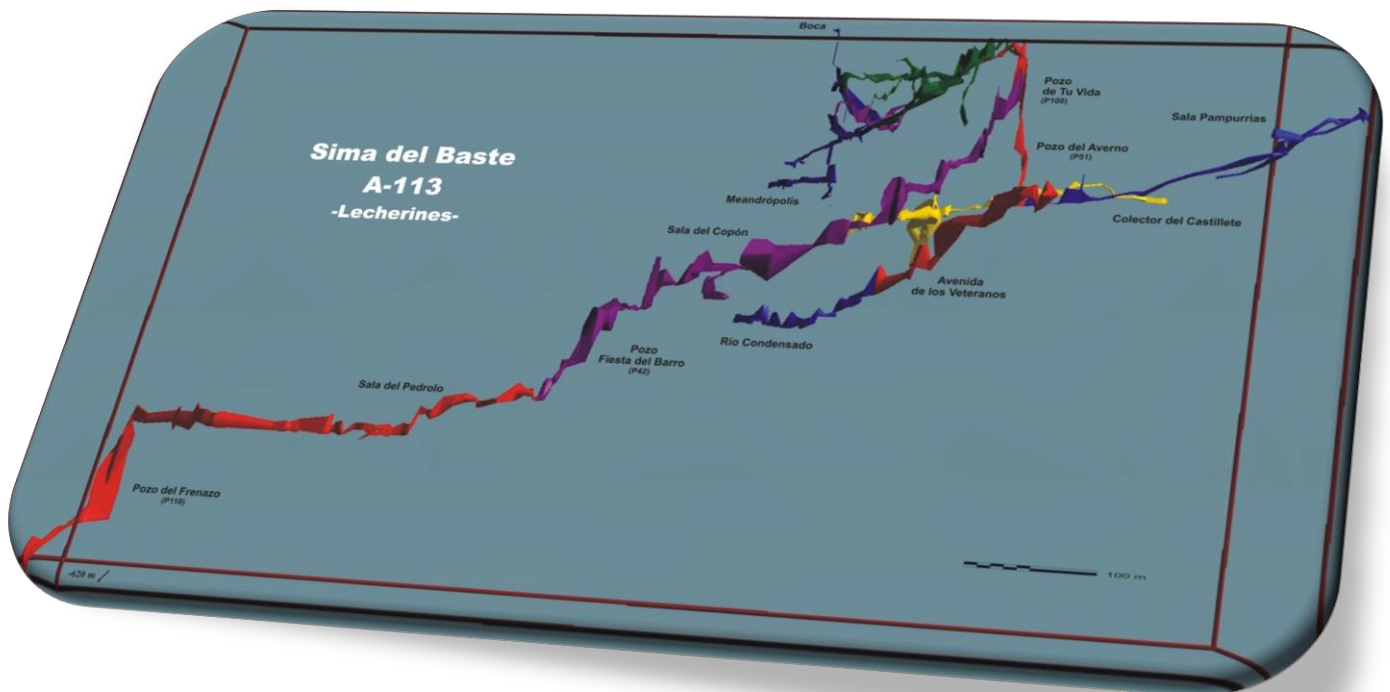 Boca
Sima del Baste
A-113
-Lecherines-
Pozo
de Tu Vida
(P100)
Sala Pampurrias
Pozo del Averno
(P51)
Meandrópolis
Colector del Castillete
Sala del Copón
Avenida
de los Veteranos
Río Condensado
Pozo
Fiesta del Barro
(P42)
Sala del Pedrolo
Pozo del Frenazo
(P110)
-620 m
100 m